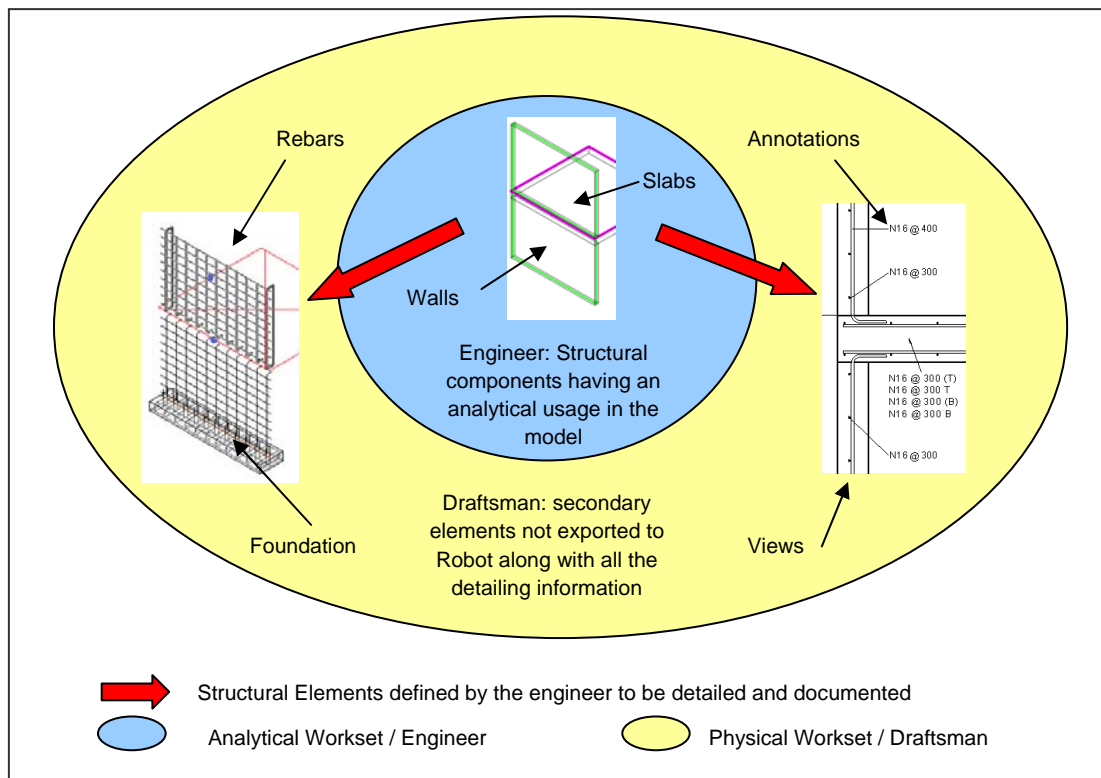 Rebars
Annotations
Slabs
Walls
N16 @ 400
N16 @ 300
N16 @ 300 (T)
N16 @ 300 T
N16 @ 300 (B)
N16 @ 300 B
N16 @ 300
Engineer: Structural
components having an
analytical usage in the
model
Foundation
Draftsman: secondary
elements not exported to
Robot along with all the
detailing information
Views
Structural Elements defined by the engineer to be detailed and documented
Analytical Workset / Engineer
Physical Workset / Draftsman